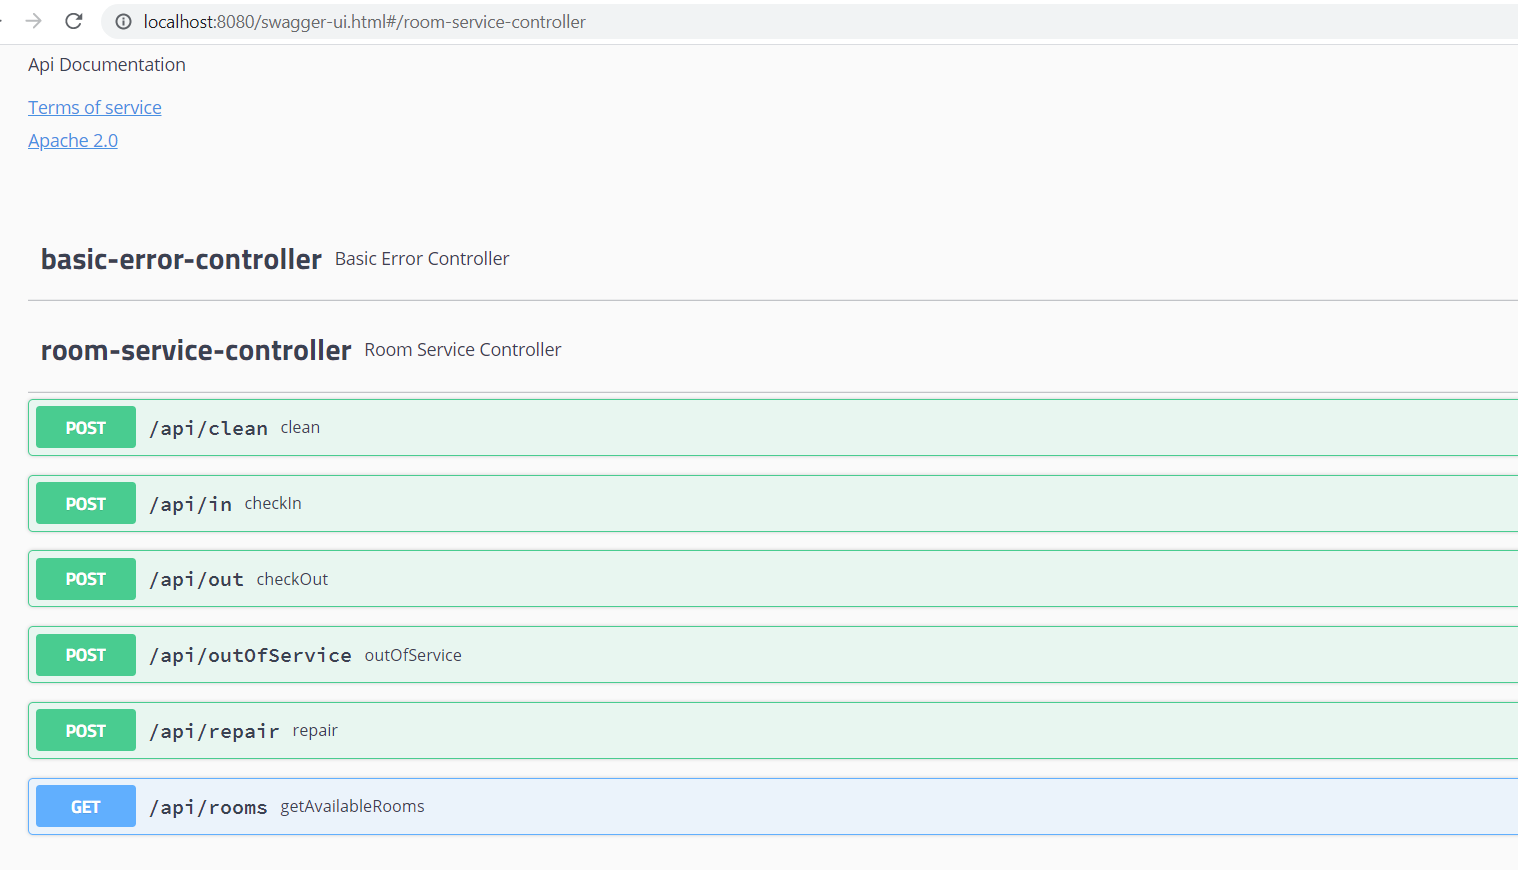 localhost:8080/swagger-ui.html#/room-service-controller
Api Documentation
Terms of service
Apache 2.0
basic-error-controller Basic Error Controller
room-service-controller Room Service Controller
POST /api/clean clean
POST /api/in checkIn
POST /api/out checkOut
POST /api/outOfService outOfService
POST /api/repair repair
GET /api/rooms getAvailableRooms